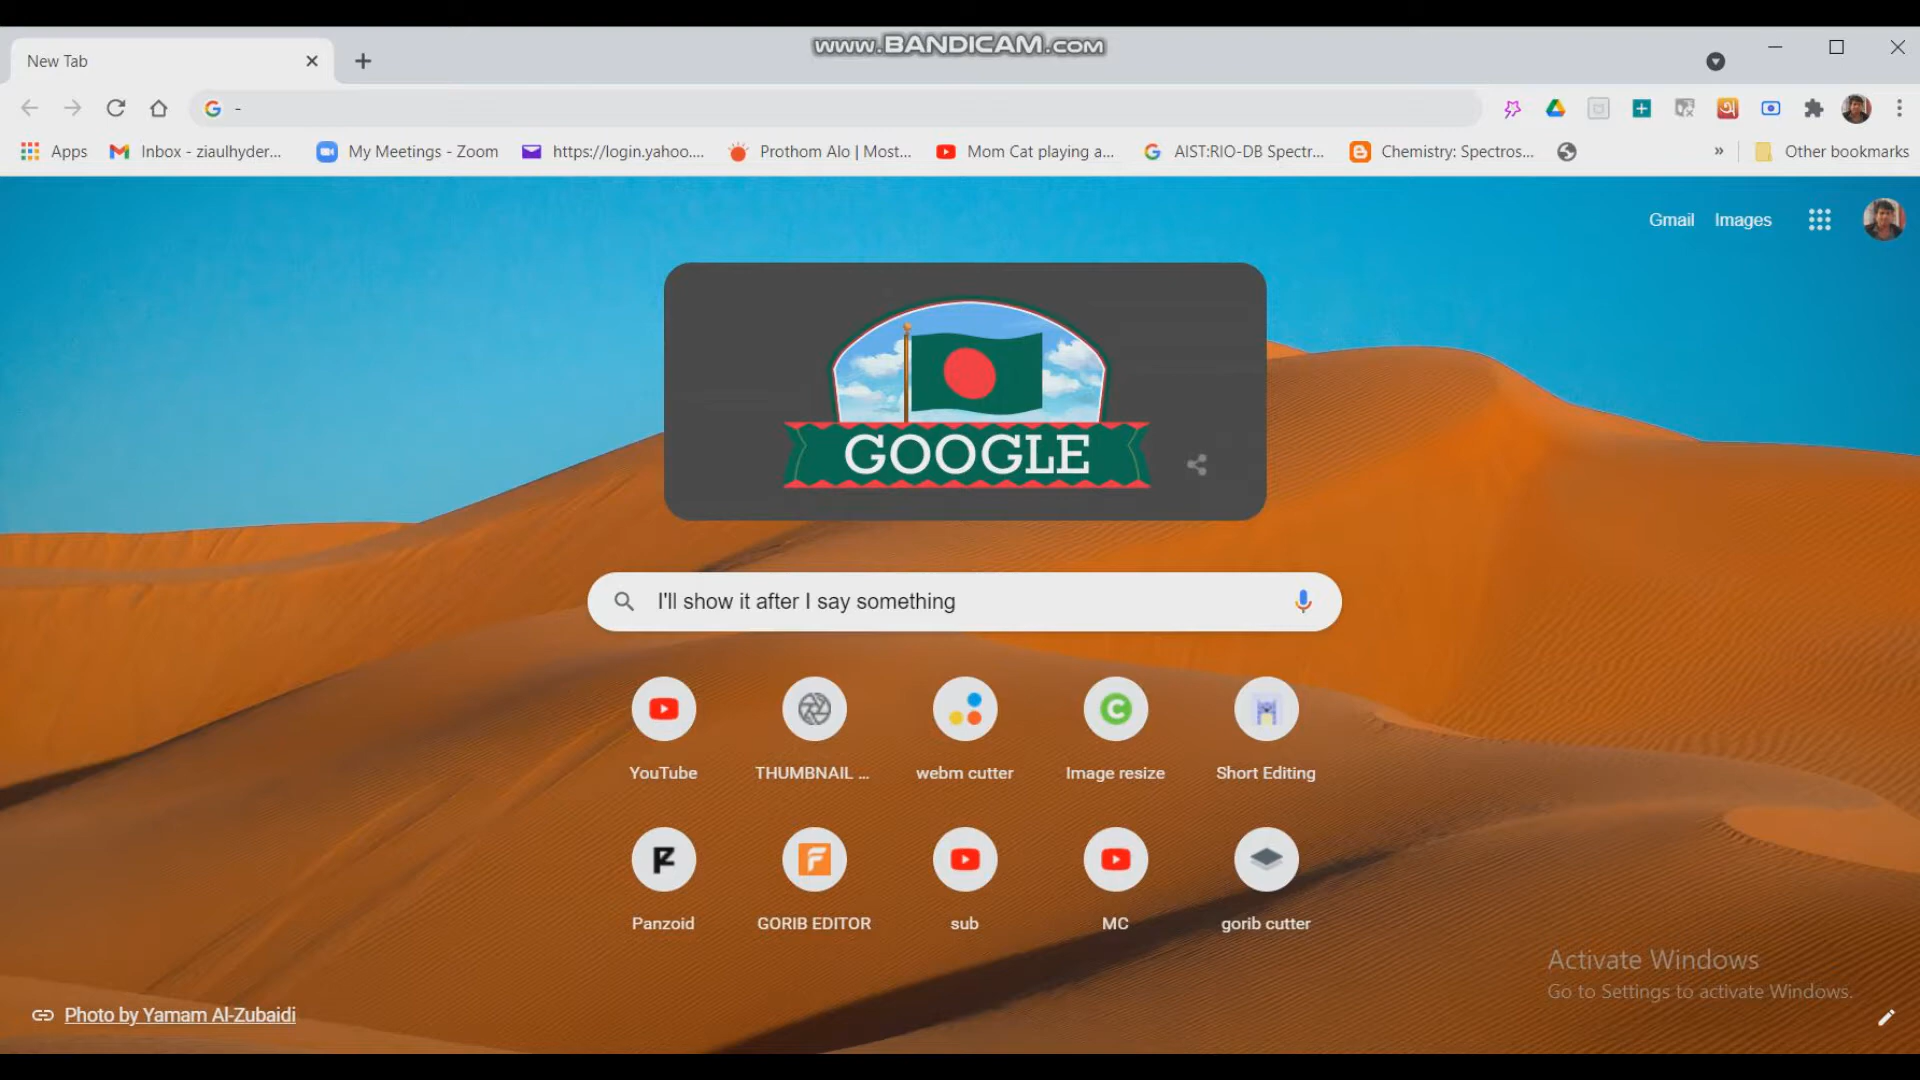 www.BANDICAM.COM
New Tab
-
Apps
Inbox - ziaulhyder...
My Meetings - Zoom
https://login.yahoo....
Prothom Alo | Most...
Mom Cat playing a...
AIST:RIO-DB Spectr...
Chemistry: Spectros...
»
Other bookmarks
Gmail
Images
GOOGLE
I'll show it after I say something
YouTube
THUMBNAIL ...
webm cutter
Image resize
Short Editing
Panzoid
GORIB EDITOR
sub
MC
gorib cutter
Activate Windows
Go to Settings to activate Windows.
Photo by Yamam Al-Zubaidi